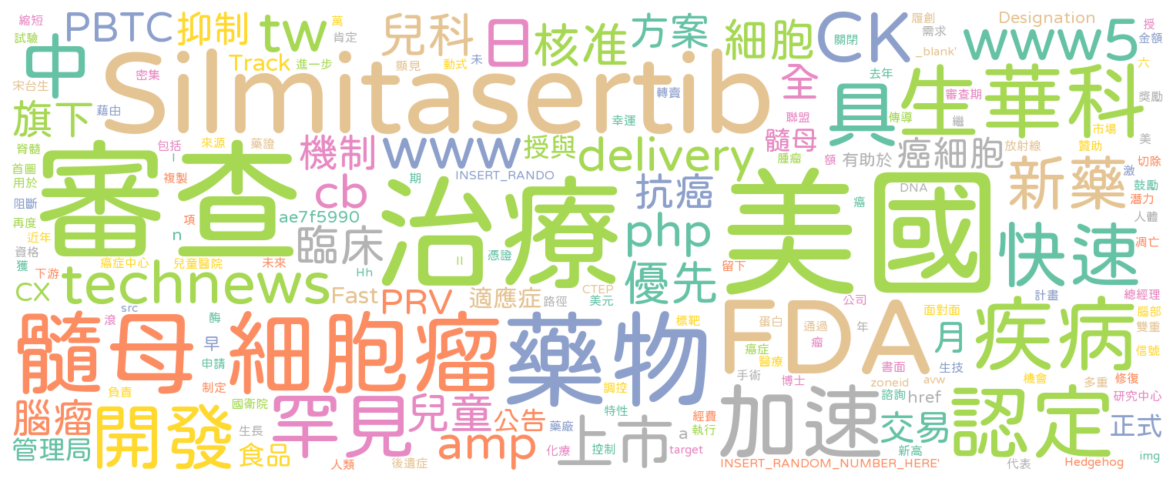 縮短 PBTC 抑制 tw 兒科 日 核准 方案 細胞 CK 履創 需求 Designation www5 授 金額
試驗 中 Track 進一步 萬 肯定 顯見 動式 未 _blank' 關閉 六
宋台生 密集 藉由 Silmitasertib 轉賣 全 去年 審查期 獎勵
旗下 幸運 聯盟 具 傳導 生華科 繼 市場 美
脊髓 包括 來源 藥證 機制 www 授與 delivery 髓母 有助於 癌細胞 放射線 贊助 切除
首圖 用於 I 複製 審查 期 INSERT_RANDO 腫瘤 額 新藥 激 鼓勵
阻斷 項 cb 治療 抗癌 美國 DNA 潛力
再度 近年 n ae7f5990 php 癌 人體
資格 臨床 憑證 快速 凋亡
獲 癌症中心 兒童醫院 未來 Hh II 優先 留下
CX 下游 technews Fast PRV 適應症 路徑 CTEP 美元 公司 面對面 計畫 總經理
滾 src 酶 標靶 蛋白 通過 年 FDA 月 疾病 腦部 雙重
髓母細胞瘤 早 申請 藥物 癌症 瘤 醫療 信號
負責 制定 調控 手術 博士 書面 生技 zoneid avw 機會 多重 修復
腦瘤 開發 國衛院 罕見 兒童 公告 特性 經費 加速 諮詢 href 認定 研究中心
管理局 生長 食品 amp 藥廠 上市 a 執行 交易 正式
人類 後遺症 化療 控制 target INSERT_RANDOM_NUMBER_HERE' 新高 代表 Hedgehog img